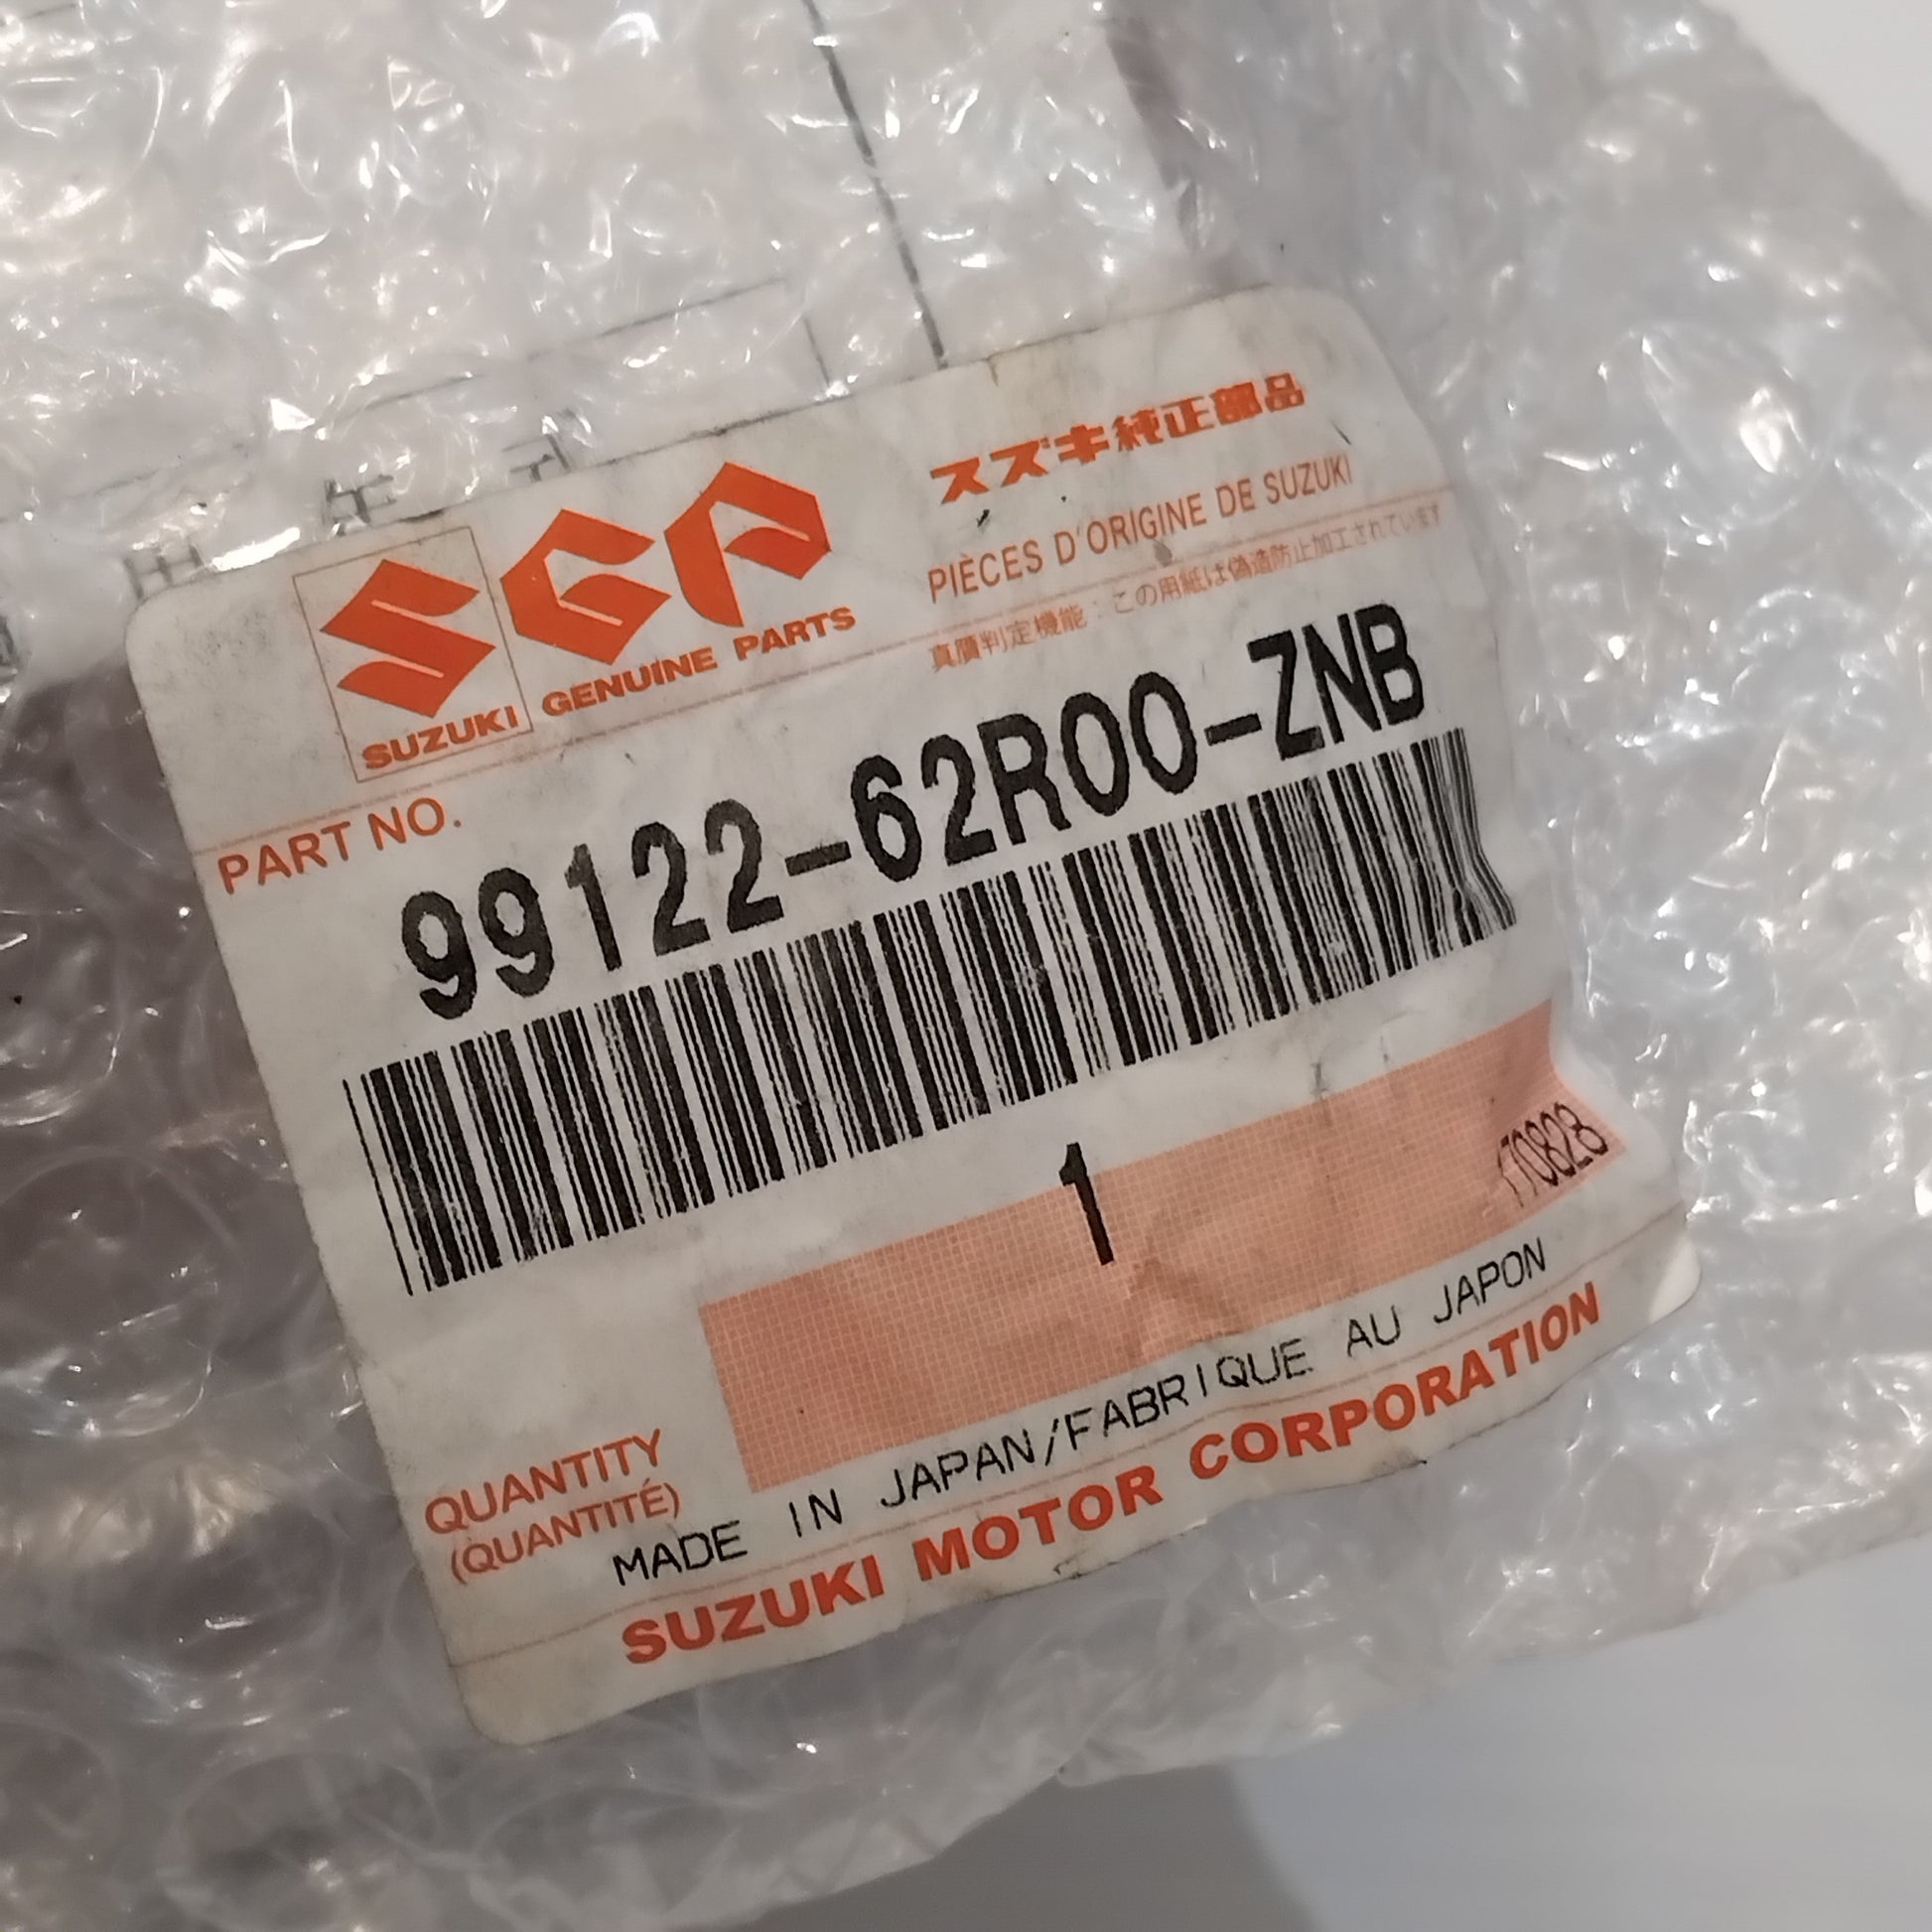 スズキ純正部品
PIÈCES D'ORIGINE DE SUZUKI
SGP
SUZUKI GENUINE PARTS
真贋判定機能：この用紙は偽造防止加工されています
PART NO.
99122-62R00-ZNB
1
170823
QUANTITY
(QUANTITÉ)
MADE IN JAPAN/FABRIQUE AU JAPON
SUZUKI MOTOR CORPORATION